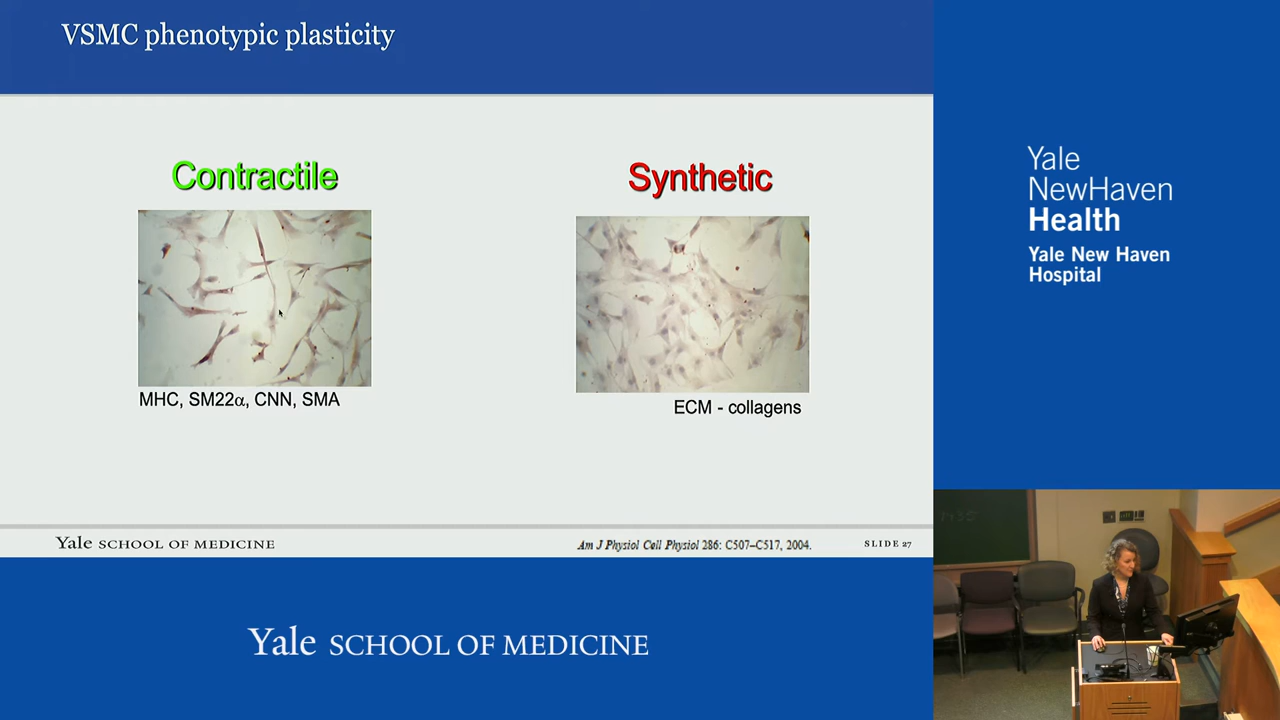 VSMC phenotypic plasticity
Contractile
Synthetic
MHC, SM22α, CNN, SMA
ECM - collagens
Yale SCHOOL OF MEDICINE
Am J Physiol Cell Physiol 286: C507–C517, 2004.
SLIDE 27
Yale
NewHaven
Health
Yale New Haven
Hospital
Yale SCHOOL OF MEDICINE